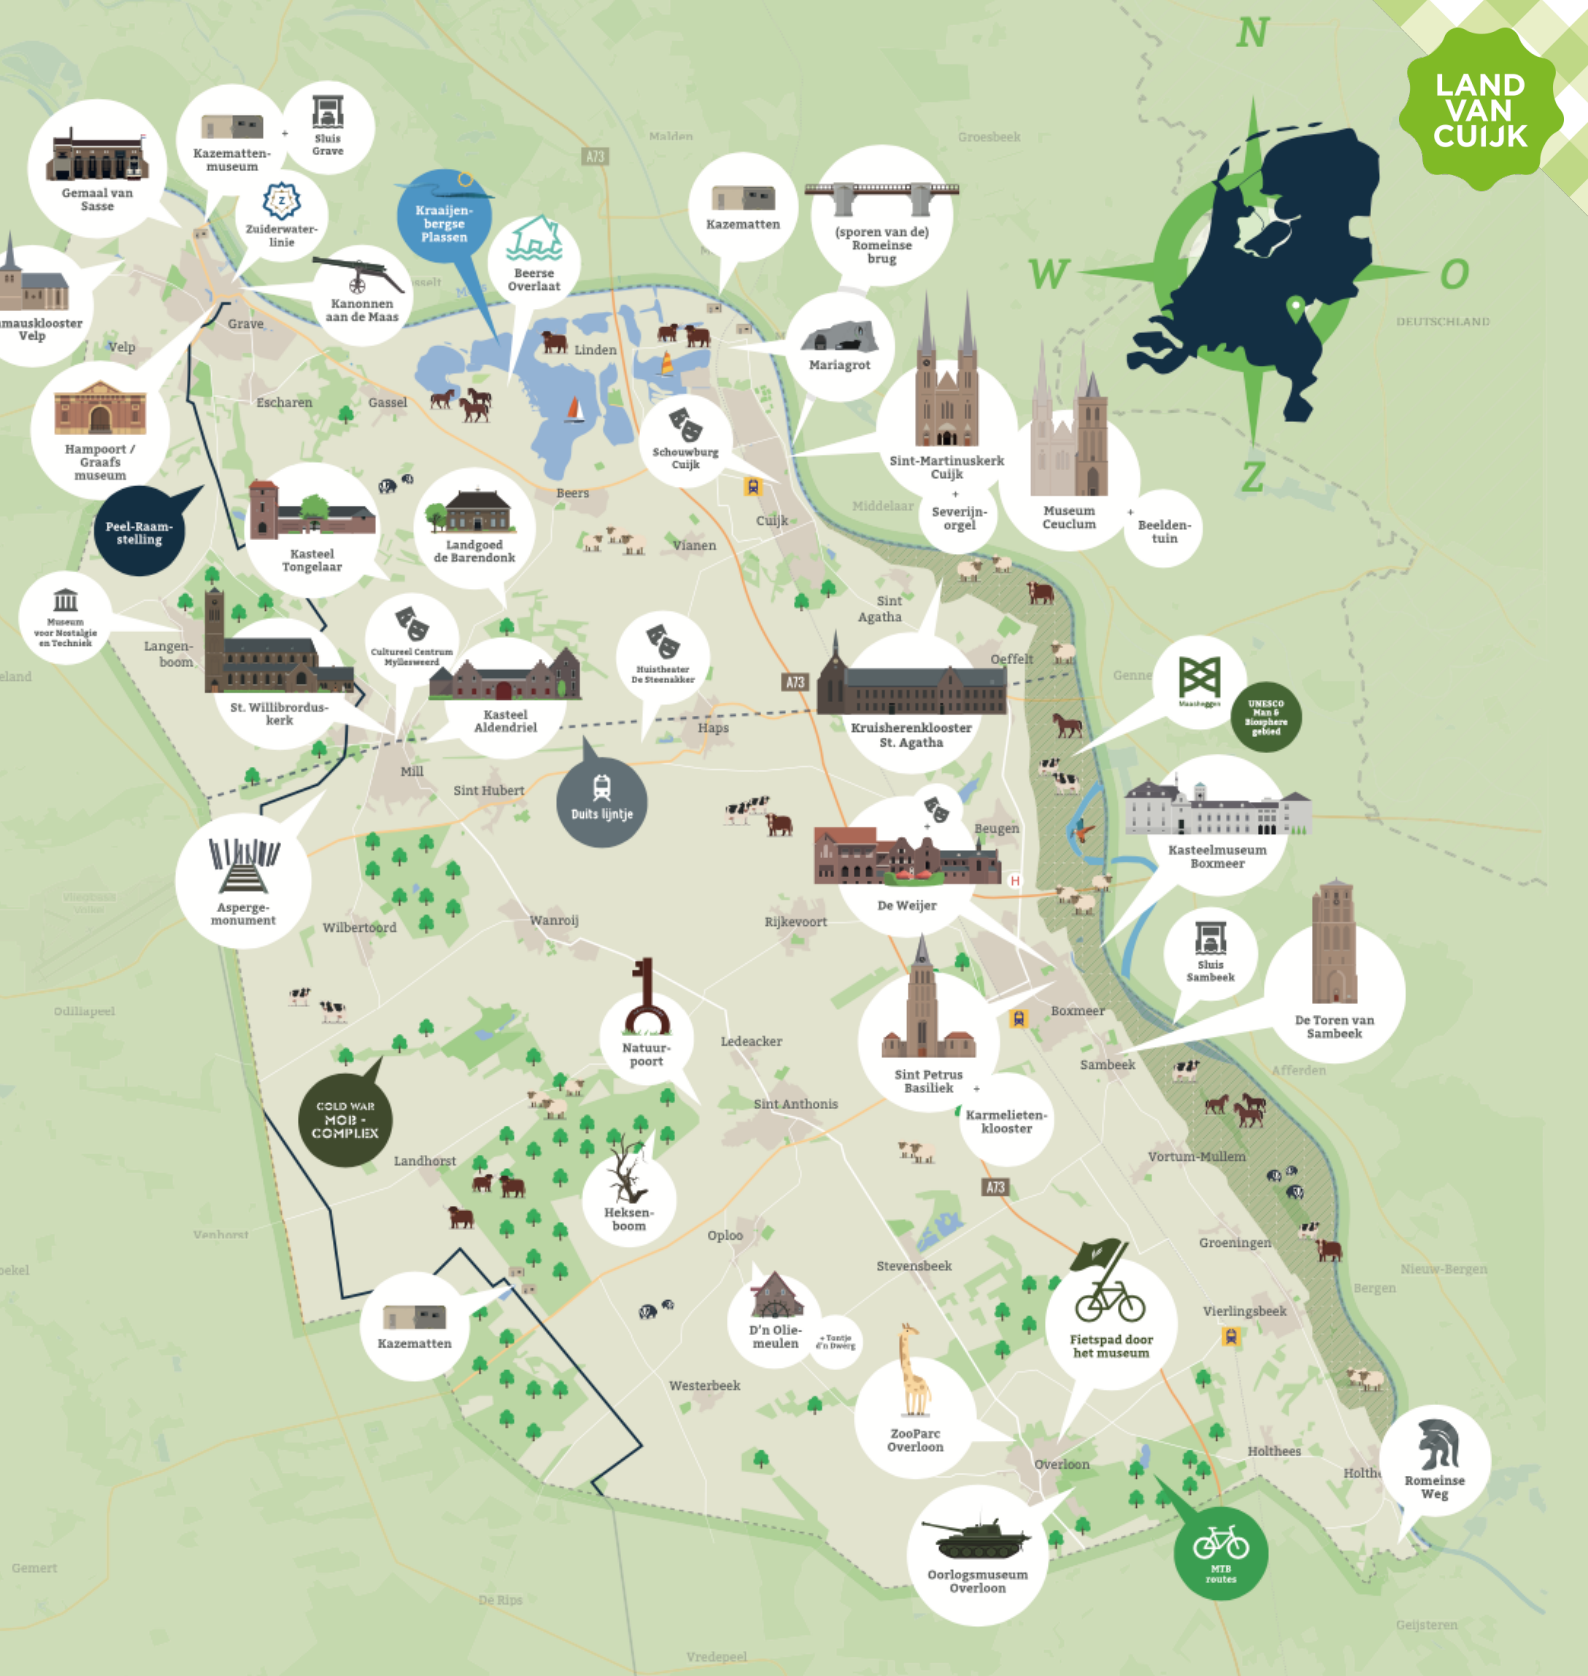 N
LAND
VAN
CUIJK
W
O
Z
DEUTSCHLAND
Malden
Groesbeek
A73
Gemaal van
Sasse
Kazematten-
museum
+
Sluis
Grave
Zuiderwater-
linie
Kraaijen-
bergse
Plassen
Beerse
Overlaat
Kazematten
(sporen van de)
Romeinse
brug
Kanonnen
aan de Maas
Velp
Grave
Velp
Linden
Mariagrot
Escharen
Gassel
Hampoort /
Graafs
museum
Schouwburg
Cuijk
Sint-Martinuskerk
Cuijk
+
Severijn-
orgel
Museum
Ceuclum
+
Beelden-
tuin
Middelaar
Beers
Cuijk
Vianen
Peel-Raam-
stelling
Kasteel
Tongelaar
Landgoed
de Barendonk
Museum
voor Nostalgie
en Techniek
Langen-
boom
Cultureel Centrum
Myllesweerd
Huistheater
De Steenakker
Sint
Agatha
Oeffelt
A73
St. Willibrordus-
kerk
Kasteel
Aldendriel
Haps
Kruisherenklooster
St. Agatha
Maasheggen
UNESCO
Man &
Biosphere
gebied
Mill
Sint Hubert
Duits lijntje
Beugen
+
H
De Weijer
Kasteelmuseum
Boxmeer
Asperge-
monument
Wilbertoord
Wanroij
Rijkevoort
Sluis
Sambeek
De Toren van
Sambeek
Odiliapeel
Natuur-
poort
Ledeacker
Boxmeer
Sambeek
Afferden
Sint Petrus
Basiliek
+
Karmelieten-
klooster
COLD WAR
MOB -
COMPLEX
Sint Anthonis
Landhorst
Heksen-
boom
Vortum-Mullem
A73
Venhorst
Oploo
Stevensbeek
Groeningen
Nieuw-Bergen
Bergen
Vierlingsbeek
Kazematten
D'n Olie-
meulen
+ Tontje
d'n Dwerg
Fietspad door
het museum
Westerbeek
ZooParc
Overloon
Overloon
Holthees
Romeinse
Weg
Oorlogsmuseum
Overloon
MTB
routes
Gemert
De Rips
Vredepeel
Geijsteren